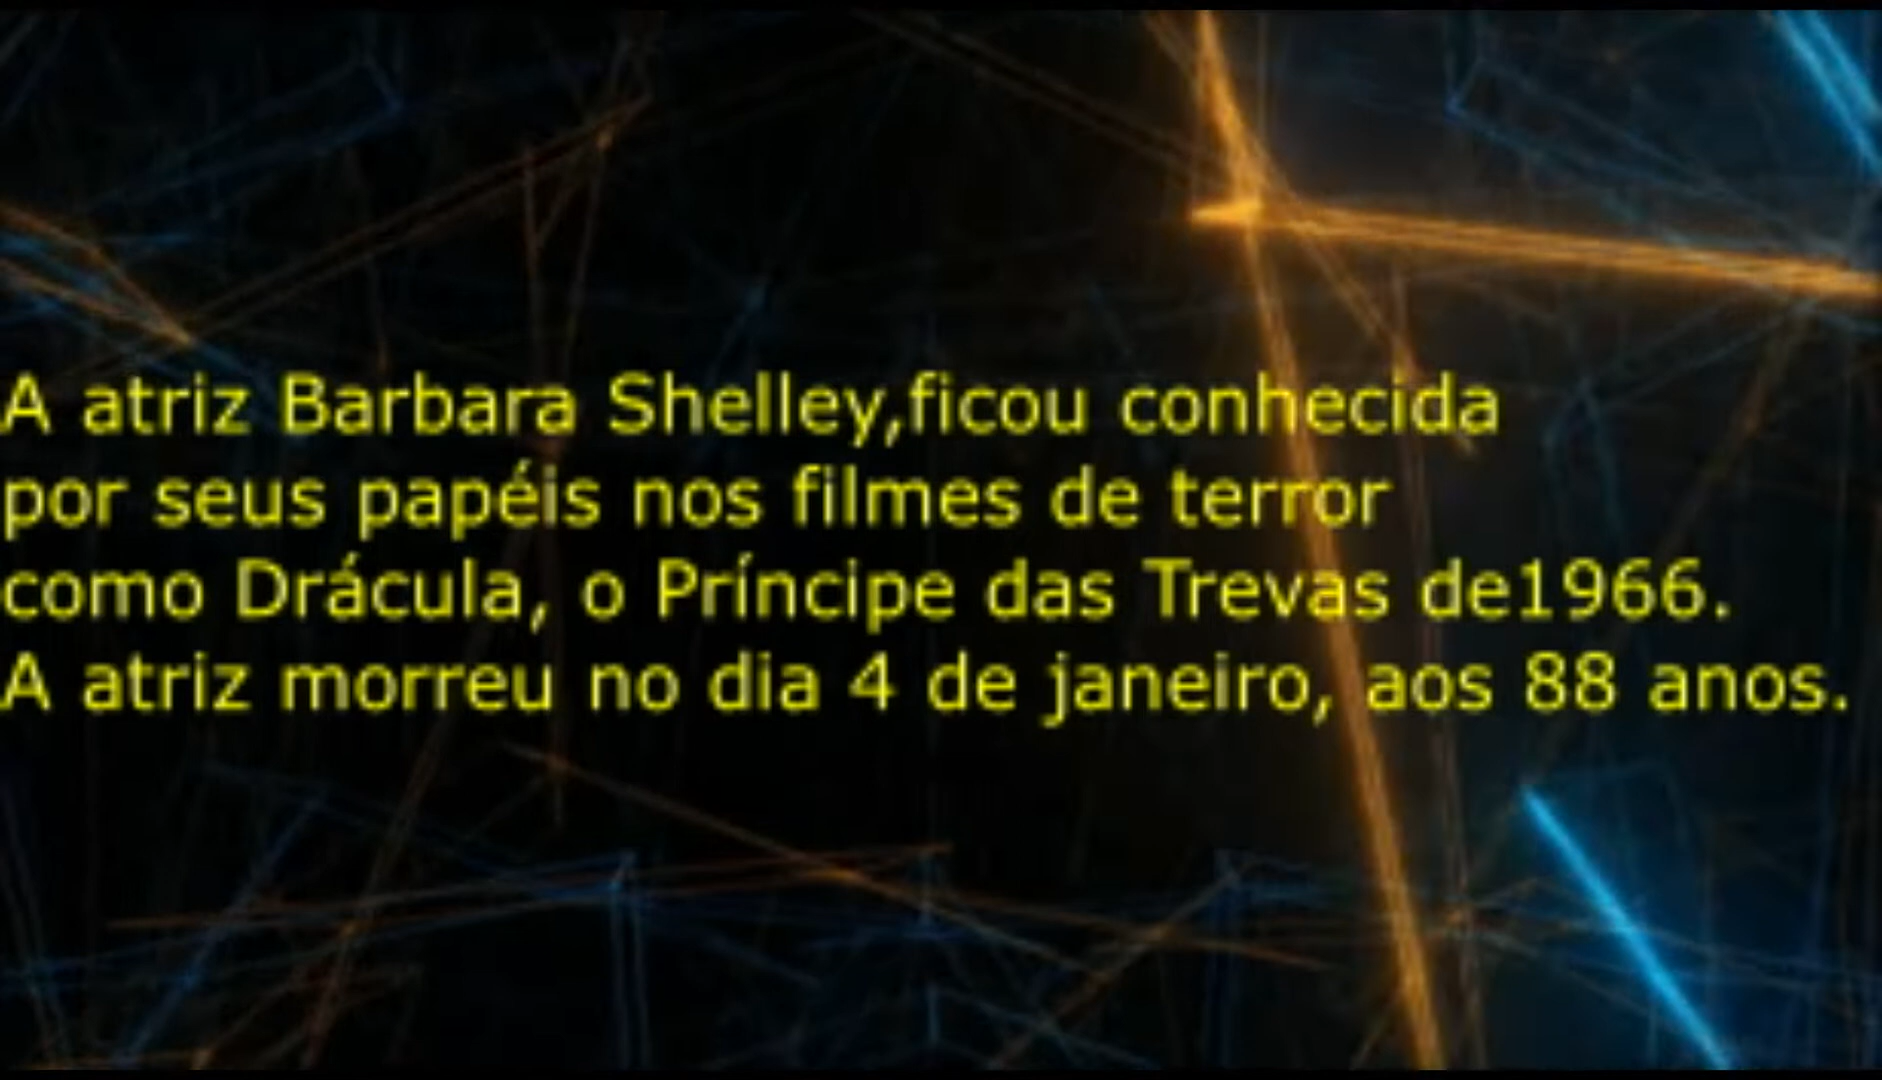 A atriz Barbara Shelley,ficou conhecida
por seus papéis nos filmes de terror
como Drácula, o Príncipe das Trevas de1966.
A atriz morreu no dia 4 de janeiro, aos 88 anos.